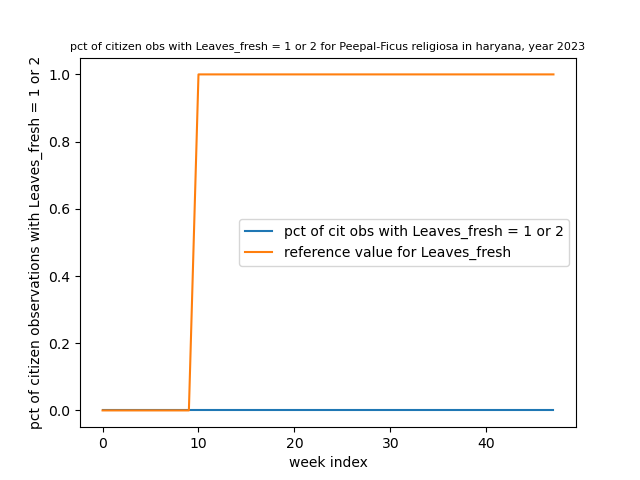 pct of citizen obs with Leaves_fresh = 1 or 2 for Peepal-Ficus religiosa in haryana, year 2023
pct of citizen observations with Leaves_fresh = 1 or 2
1.0
0.8
0.6
0.4
0.2
0.0
pct of cit obs with Leaves_fresh = 1 or 2
reference value for Leaves_fresh
0 10 20 30 40
week index